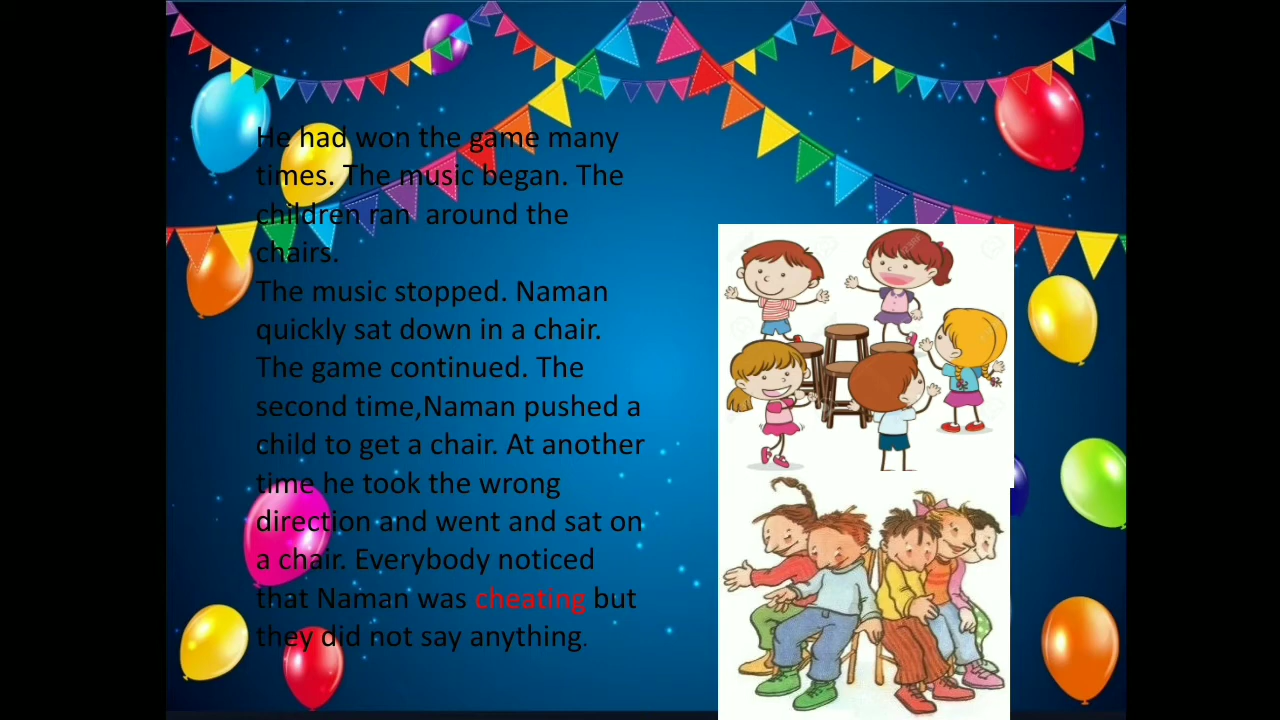 He had won the game many
times. The music began. The
children ran  around the
chairs.
The music stopped. Naman
quickly sat down in a chair.
The game continued. The
second time,Naman pushed a
child to get a chair. At another
time he took the wrong
direction and went and sat on
a chair. Everybody noticed
that Naman was cheating but
they did not say anything.